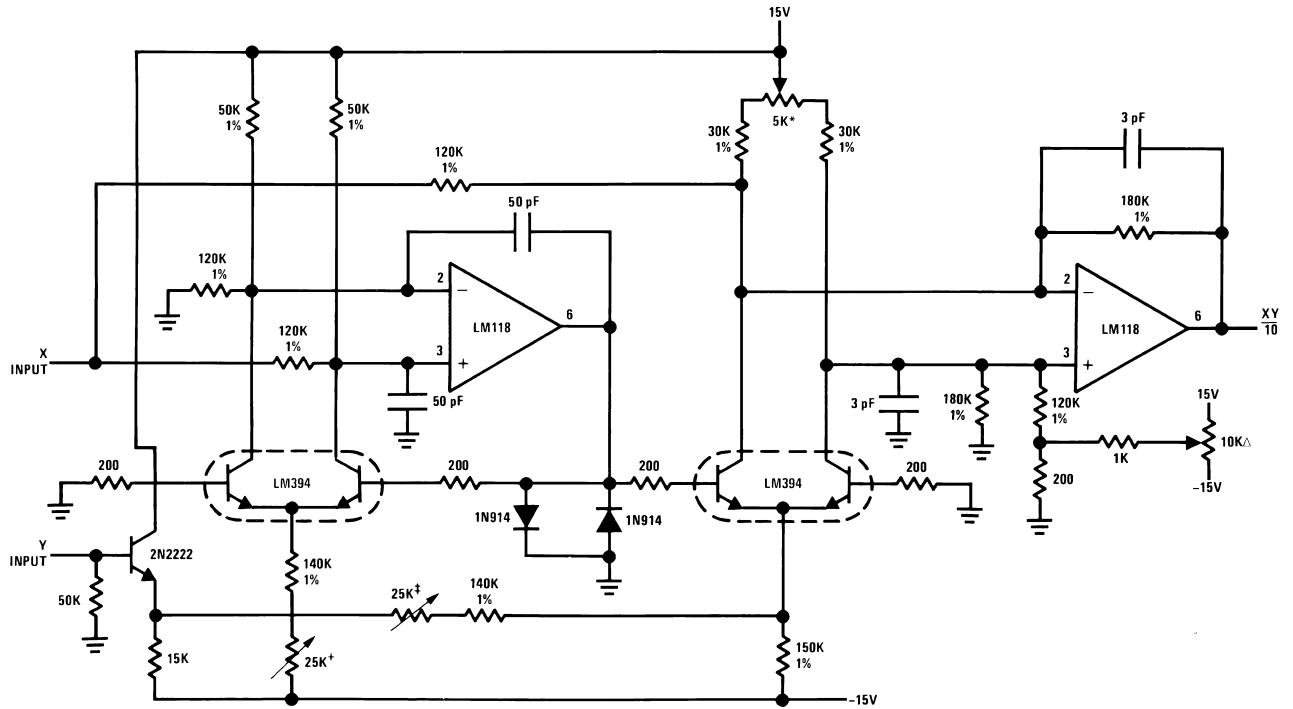 15V
50K
1%
50K
1%
5K*
30K
1%
30K
1%
3 pF
120K
1%
180K
1%
50 pF
120K
1%
2
−
LM118
6
3
+
120K
1%
X
INPUT
50 pF
2
−
LM118
6
XY
10
3
+
3 pF
180K
1%
120K
1%
15V
10K△
1K
−15V
200
200
LM394
200
200
LM394
200
1N914
1N914
Y
INPUT
2N2222
50K
140K
1%
25K‡
140K
1%
15K
25K+
150K
1%
−15V